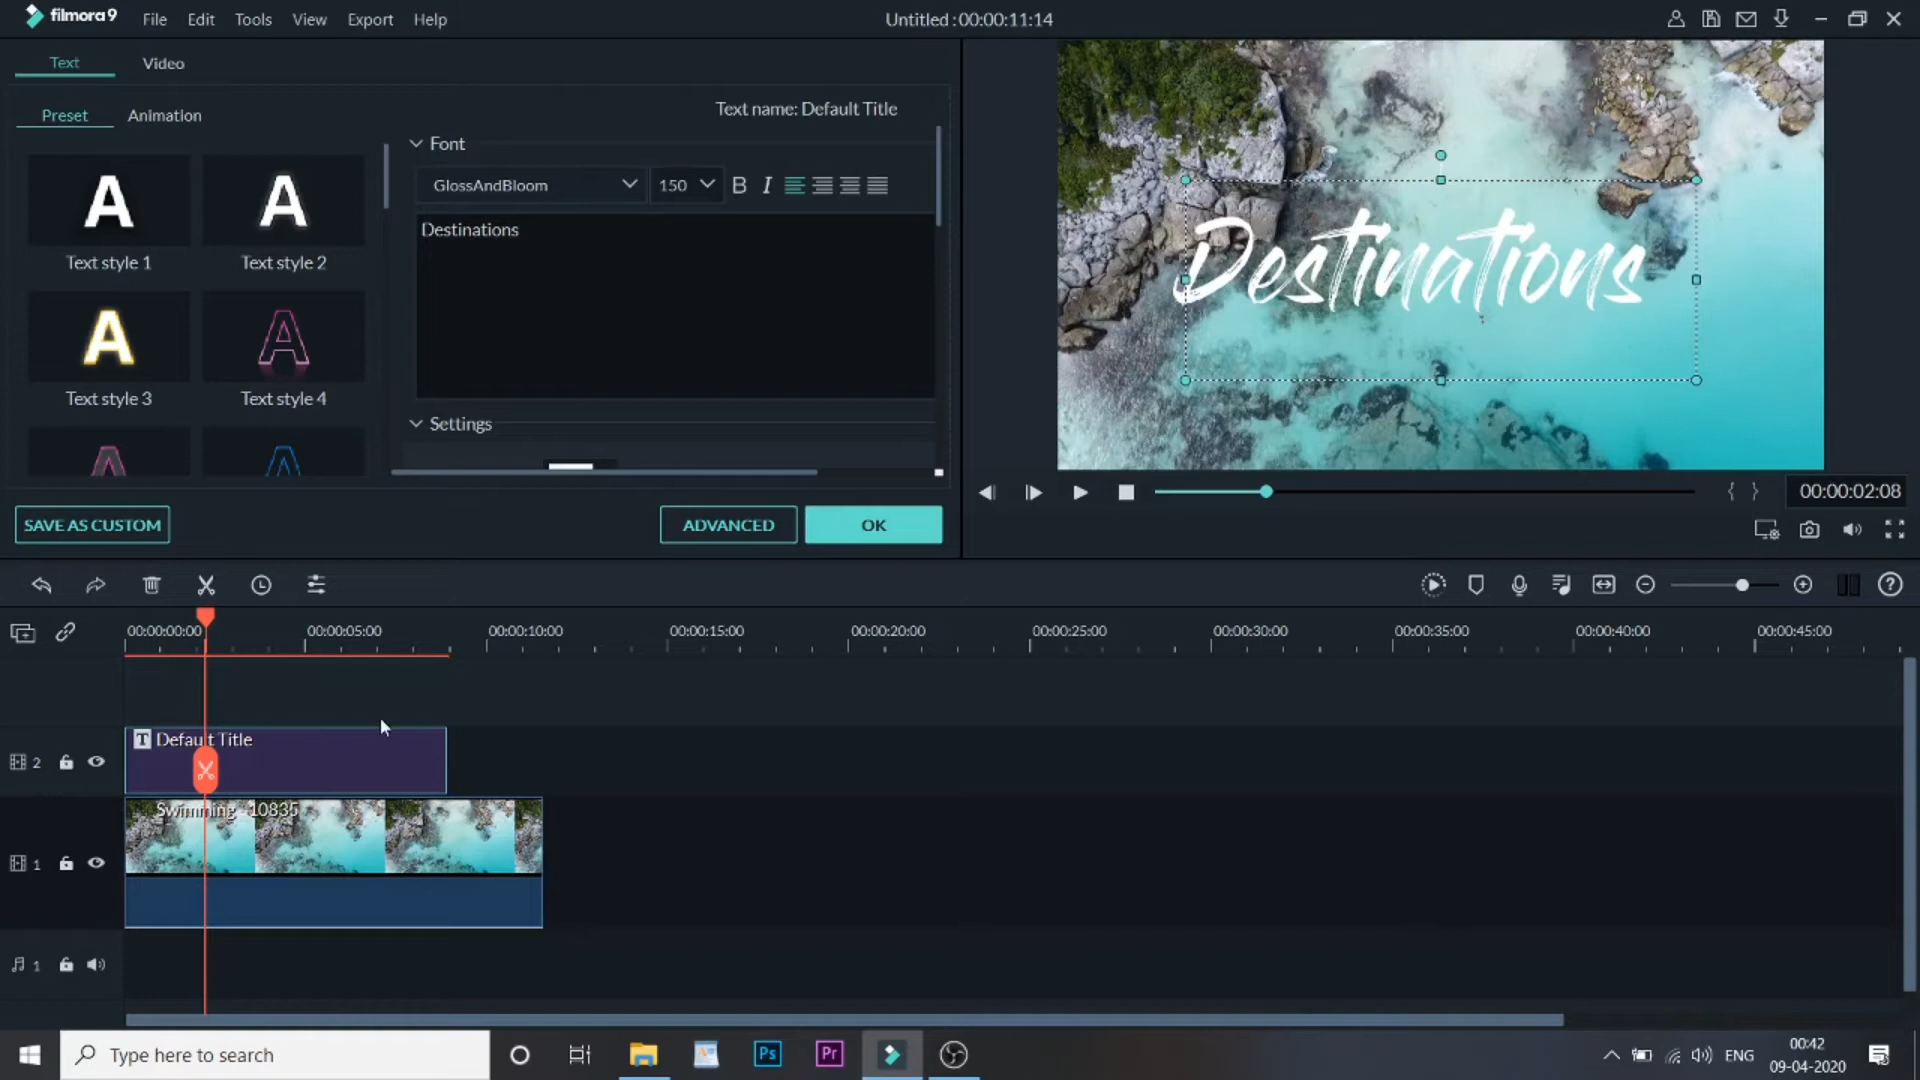 filmora9 File Edit Tools View Export Help Untitled : 00:00:11:14
Text Video
Preset Animation
Text name: Default Title
Font
GlossAndBloom 150 B I
Destinations
A A
Text style 1 Text style 2
A A
Text style 3 Text style 4
Settings
SAVE AS CUSTOM ADVANCED OK
Destinations
00:00:02:08
00:00:00:00 00:00:05:00 00:00:10:00 00:00:15:00 00:00:20:00 00:00:25:00 00:00:30:00 00:00:35:00 00:00:40:00 00:00:45:00
T Default Title
2
Swimming - 10835
1
1
Type here to search
Ps Pr
ENG
00:42
09-04-2020